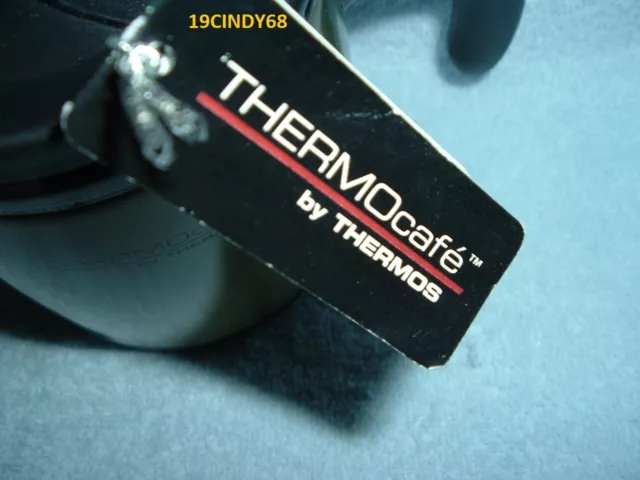 19CINDY68
THERMOcafé™
by THERMOS